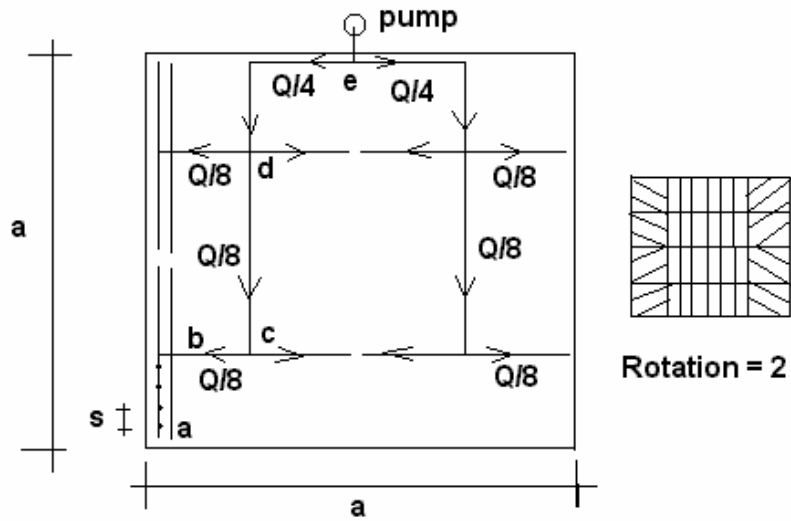 pump
Q/4 e Q/4
Q/8 d Q/8
a
Q/8 Q/8
b c
Q/8 Q/8
Rotation = 2
s a
a